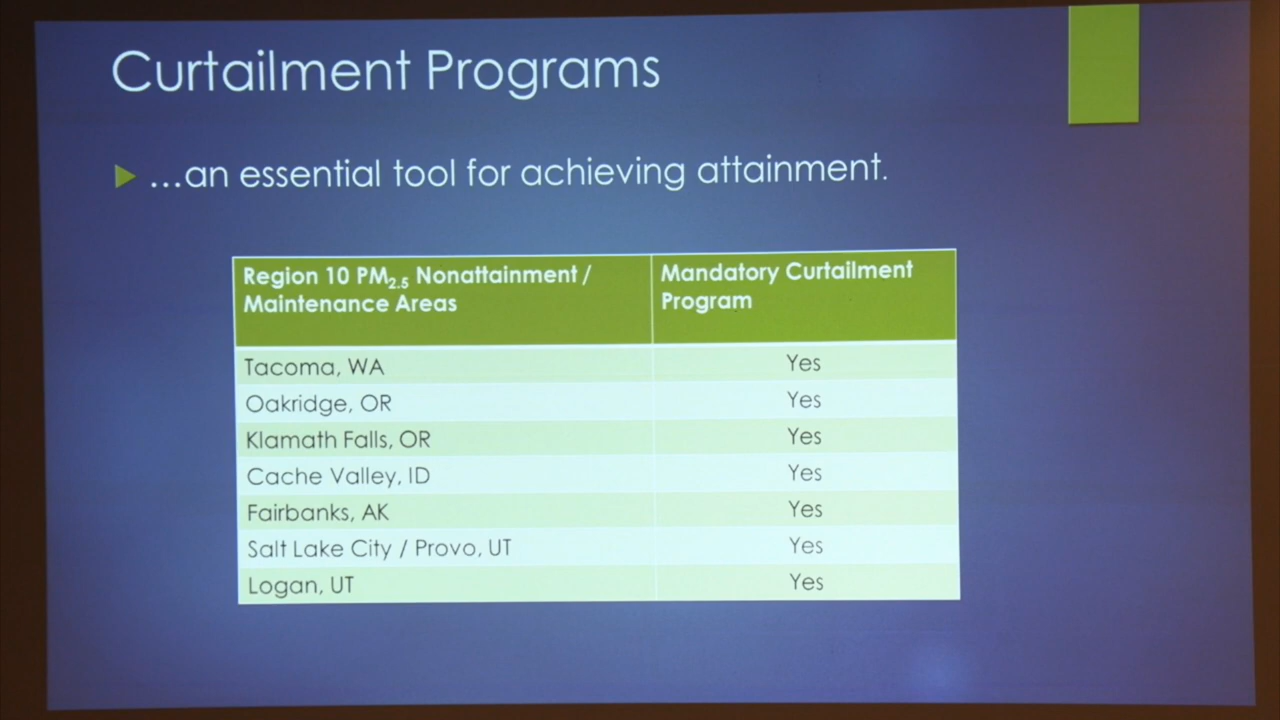 Curtailment Programs
…an essential tool for achieving attainment.
Region 10 PM2.5 Nonattainment /
Maintenance Areas
Mandatory Curtailment
Program
Tacoma, WA
Yes
Oakridge, OR
Yes
Klamath Falls, OR
Yes
Cache Valley, ID
Yes
Fairbanks, AK
Yes
Salt Lake City / Provo, UT
Yes
Logan, UT
Yes